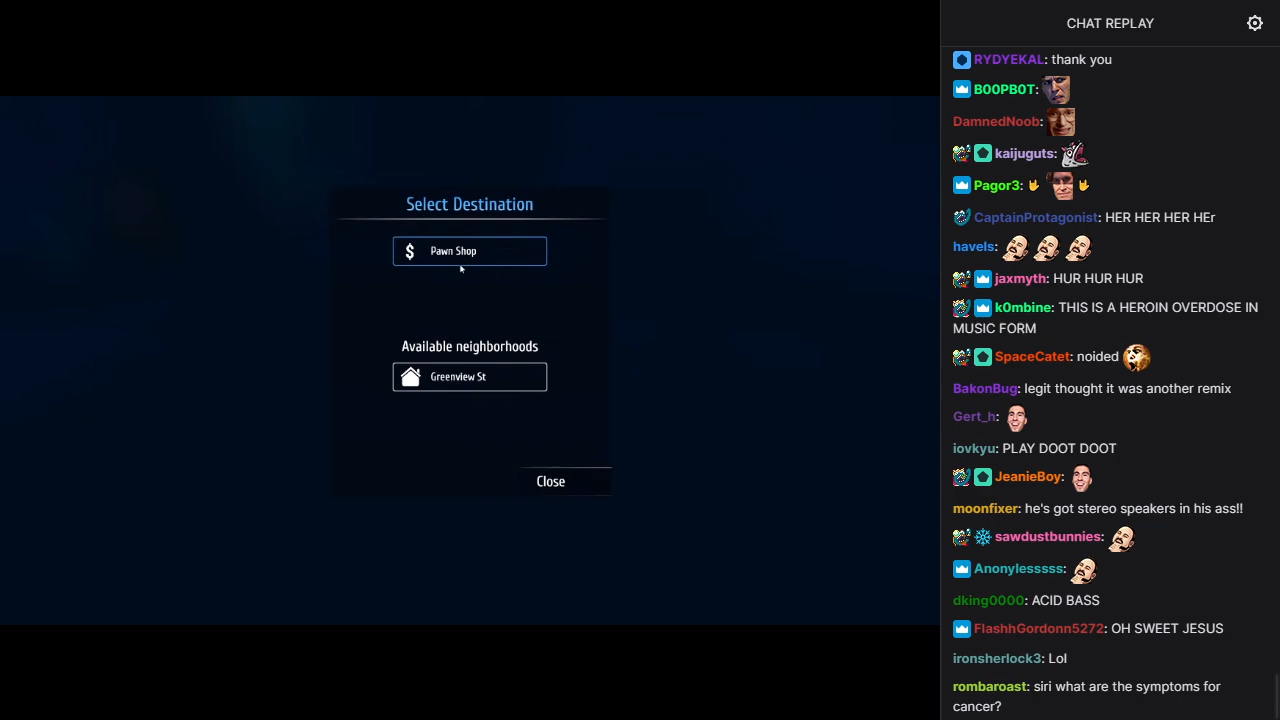 Select Destination
$ Pawn Shop
Available neighborhoods
Greenview St
Close
CHAT REPLAY
RYDYEKAL: thank you
B00PB0T:
DamnedNoob:
kaijuguts:
Pagor3:
CaptainProtagonist: HER HER HER HEr
havels:
jaxmyth: HUR HUR HUR
k0mbine: THIS IS A HEROIN OVERDOSE IN
MUSIC FORM
SpaceCatet: noided
BakonBug: legit thought it was another remix
Gert_h:
iovkyu: PLAY DOOT DOOT
JeanieBoy:
moonfixer: he's got stereo speakers in his ass!!
sawdustbunnies:
Anonylesssss:
dking0000: ACID BASS
FlashhGordonn5272: OH SWEET JESUS
ironsherlock3: Lol
rombaroast: siri what are the symptoms for
cancer?